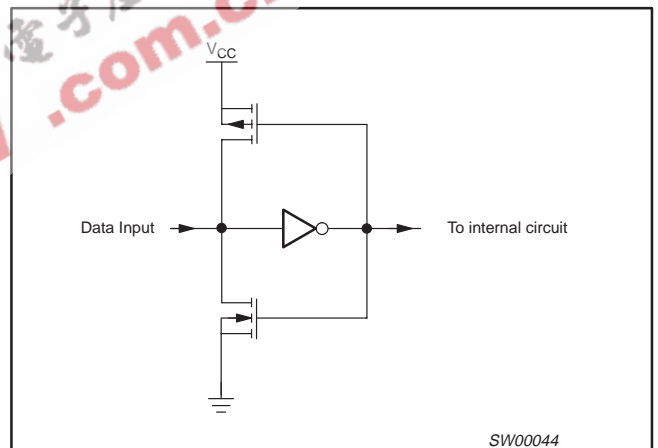 .com.c
VCC
Data Input
To internal circuit
SW00044